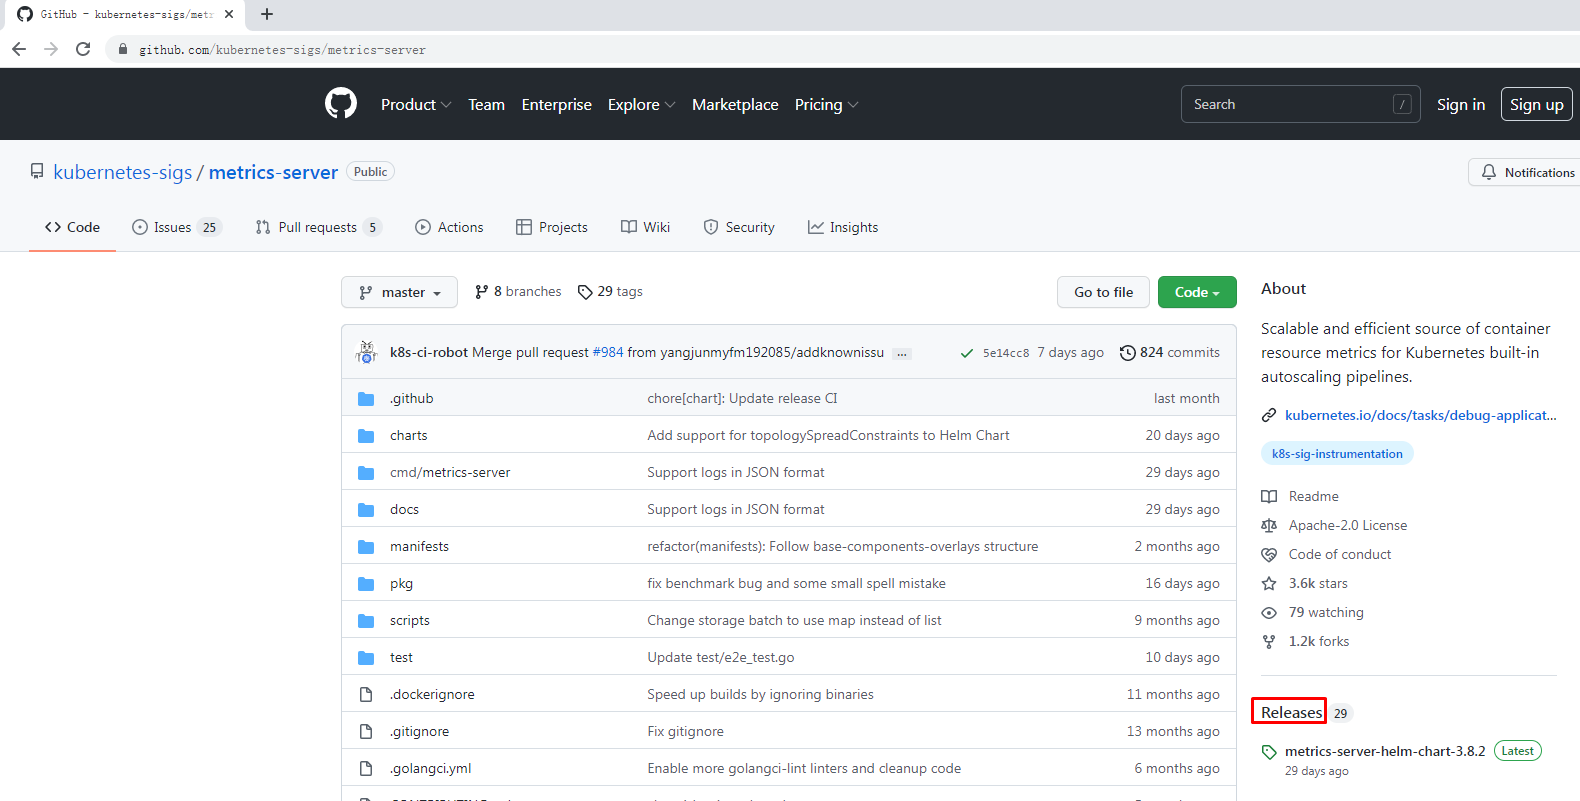 GitHub - kubernetes-sigs/metr
github.com/kubernetes-sigs/metrics-server
Product Team Enterprise Explore Marketplace Pricing Search / Sign in Sign up
kubernetes-sigs / metrics-server Public Notifications
Code Issues 25 Pull requests 5 Actions Projects Wiki Security Insights
master 8 branches 29 tags Go to file Code
k8s-ci-robot Merge pull request #984 from yangjunmyfm192085/addknownissu ... 5e14cc8 7 days ago 824 commits
.github chore[chart]: Update release CI last month
charts Add support for topologySpreadConstraints to Helm Chart 20 days ago
cmd/metrics-server Support logs in JSON format 29 days ago
docs Support logs in JSON format 29 days ago
manifests refactor(manifests): Follow base-components-overlays structure 2 months ago
pkg fix benchmark bug and some small spell mistake 16 days ago
scripts Change storage batch to use map instead of list 9 months ago
test Update test/e2e_test.go 10 days ago
.dockerignore Speed up builds by ignoring binaries 11 months ago
.gitignore Fix gitignore 13 months ago
.golangci.yml Enable more golangci-lint linters and cleanup code 6 months ago
About
Scalable and efficient source of container
resource metrics for Kubernetes built-in
autoscaling pipelines.
kubernetes.io/docs/tasks/debug-applicat...
k8s-sig-instrumentation
Readme
Apache-2.0 License
Code of conduct
3.6k stars
79 watching
1.2k forks
Releases 29
metrics-server-helm-chart-3.8.2 Latest
29 days ago